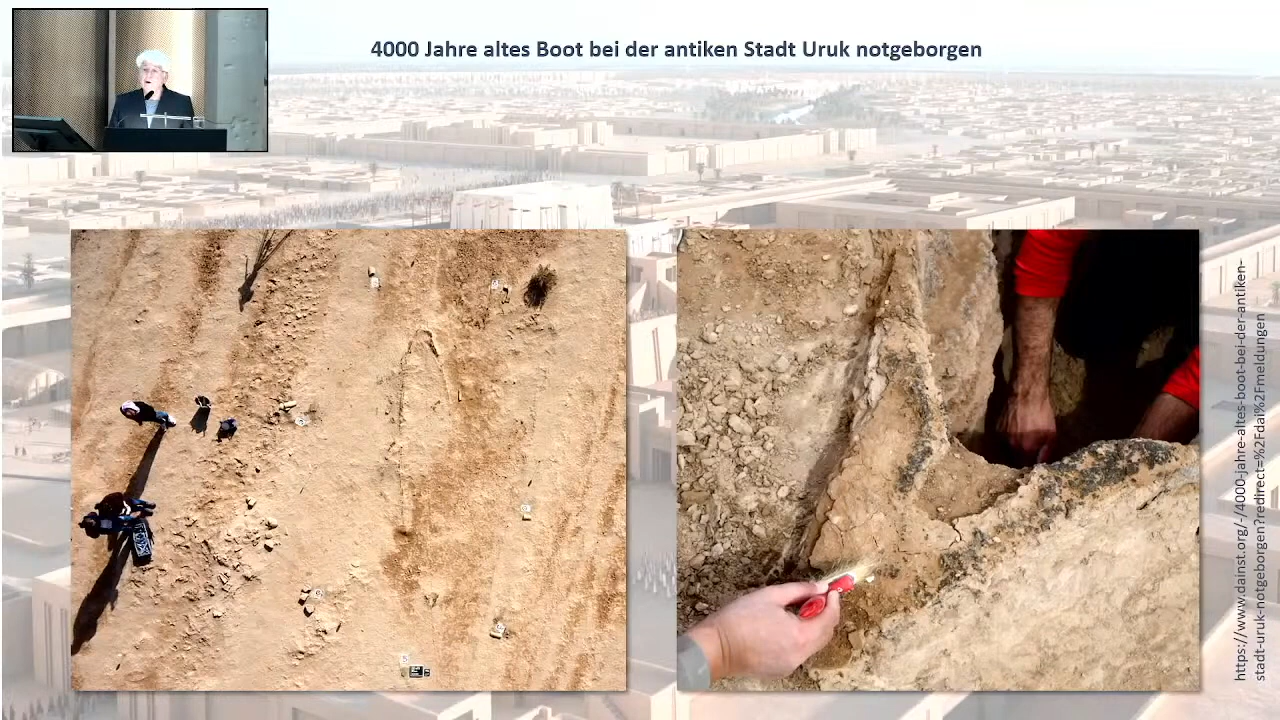 4000 Jahre altes Boot bei der antiken Stadt Uruk notgeborgen
https://www.dainst.org/-/4000-jahre-altes-boot-bei-der-antiken-
stadt-uruk-notgeborgen?redirect=%2Fdai%2Fmeldungen